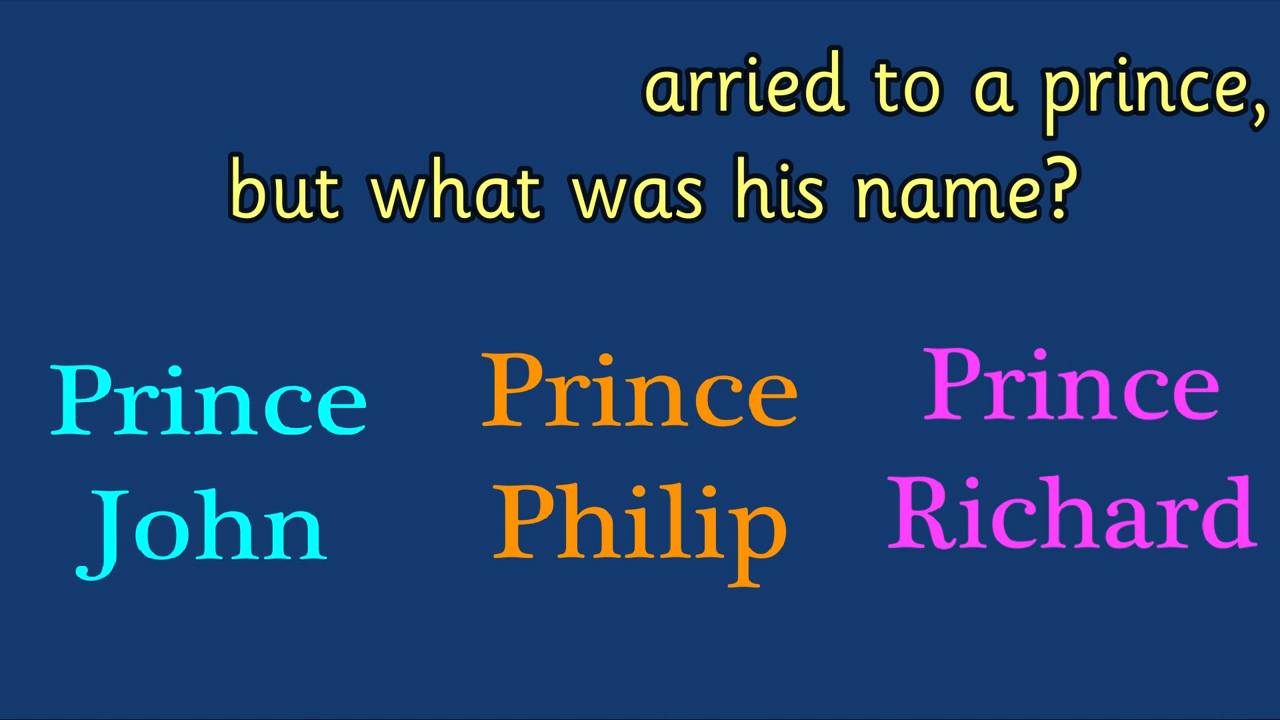 arried to a prince,
but what was his name?
Prince
John
Prince
Philip
Prince
Richard